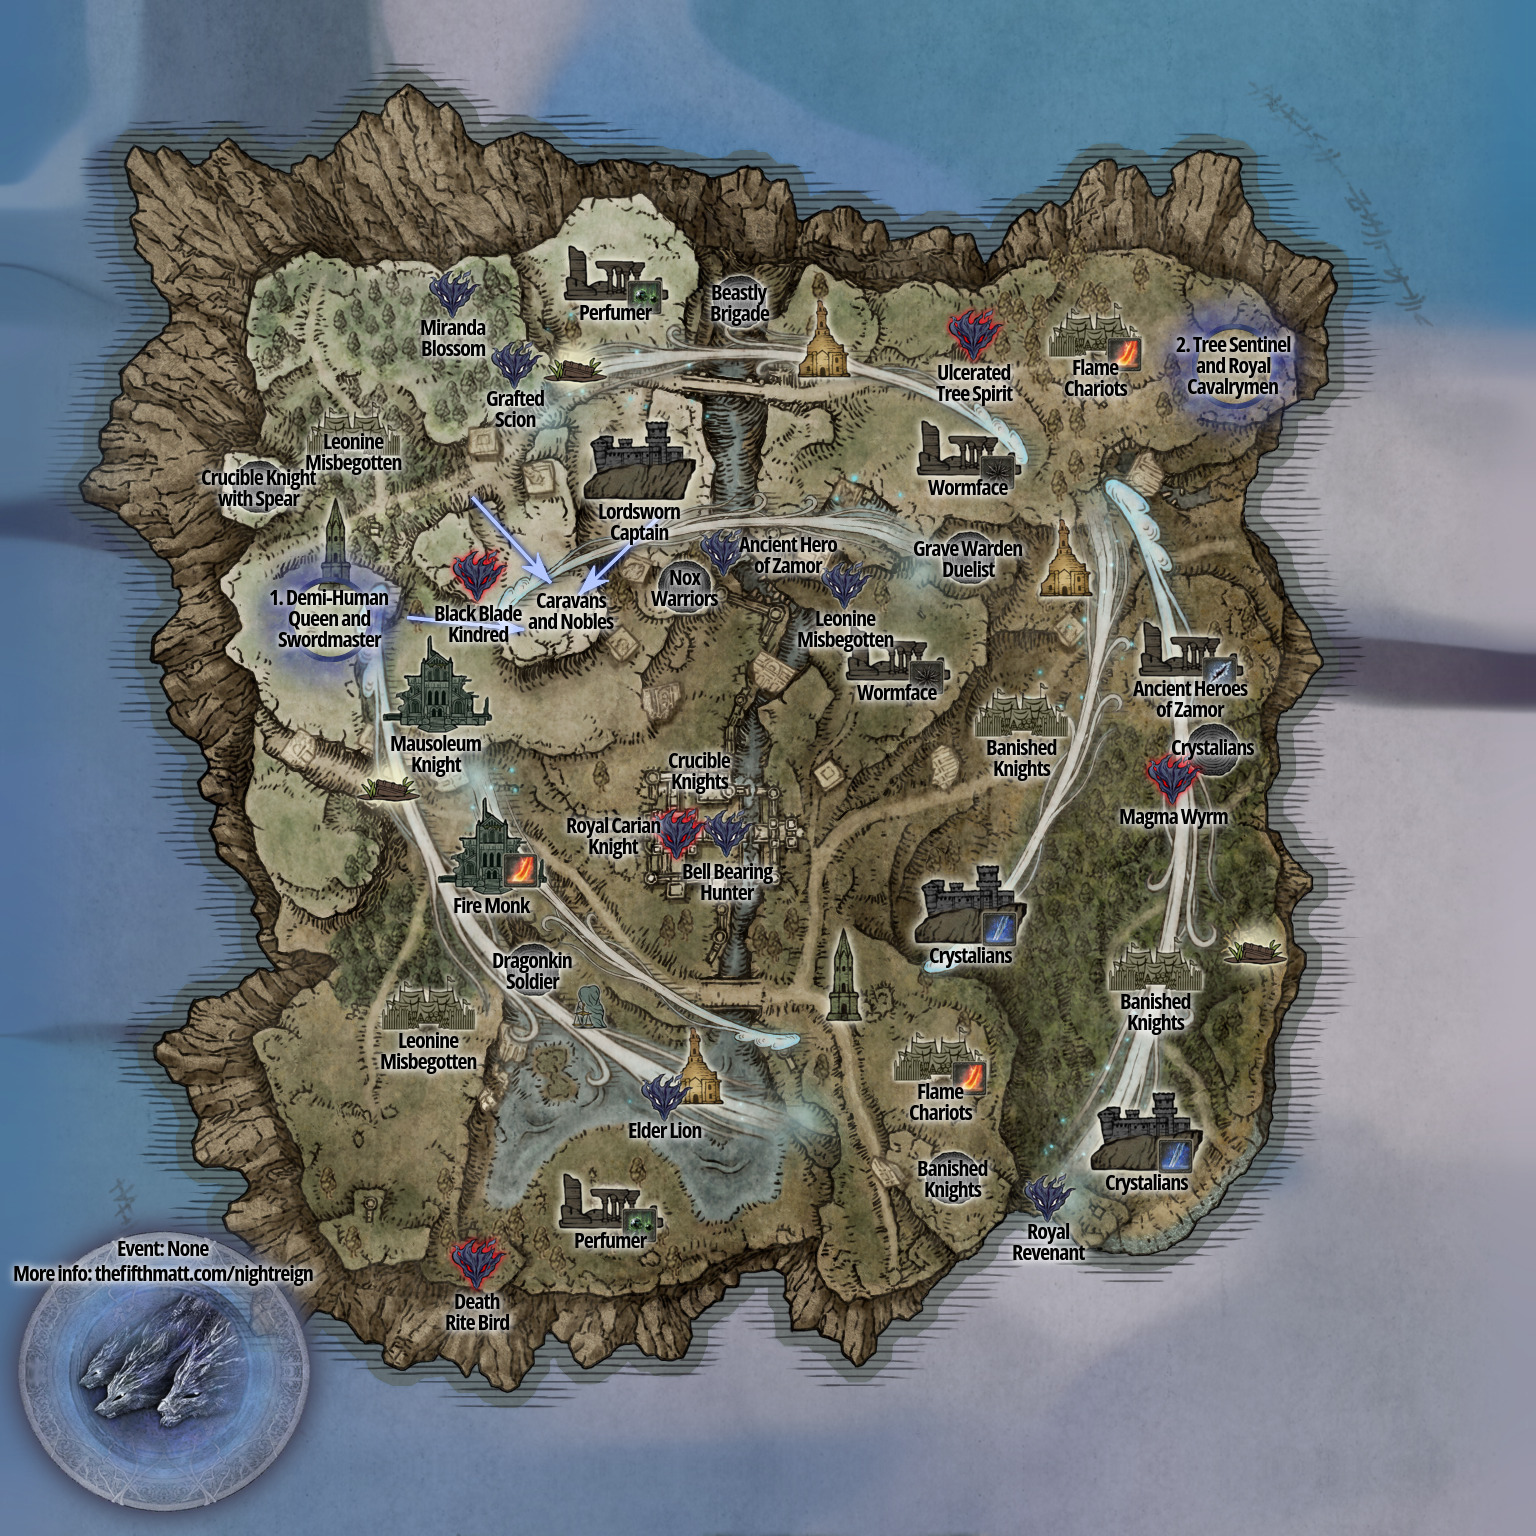 Beastly
Brigade
Perfumer
Miranda
Blossom
2. Tree Sentinel
and Royal
Cavalrymen
Flame
Chariots
Ulcerated
Tree Spirit
Grafted
Scion
Leonine
Misbegotten
Crucible Knight
with Spear
Wormface
Lordsworn
Captain
Ancient Hero
of Zamor
Grave Warden
Duelist
Nox
Warriors
1. Demi-Human
Queen and
Swordmaster
Black Blade
Kindred
Caravans
and Nobles
Leonine
Misbegotten
Wormface
Ancient Heroes
of Zamor
Mausoleum
Knight
Banished
Knights
Crystalians
Crucible
Knights
Magma Wyrm
Royal Carian
Knight
Bell Bearing
Hunter
Fire Monk
Crystalians
Dragonkin
Soldier
Banished
Knights
Leonine
Misbegotten
Flame
Chariots
Elder Lion
Banished
Knights
Crystalians
Royal
Revenant
Perfumer
Event: None
More info: thefifthmatt.com/nightreign
Death
Rite Bird